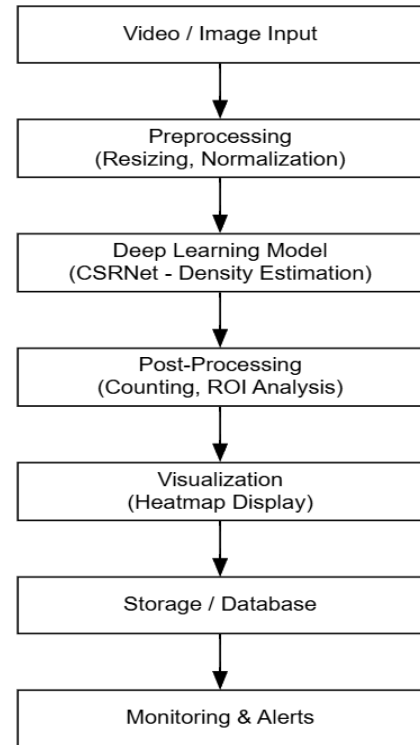 Video / Image Input
Preprocessing
(Resizing, Normalization)
Deep Learning Model
(CSRNet - Density Estimation)
Post-Processing
(Counting, ROI Analysis)
Visualization
(Heatmap Display)
Storage / Database
Monitoring & Alerts